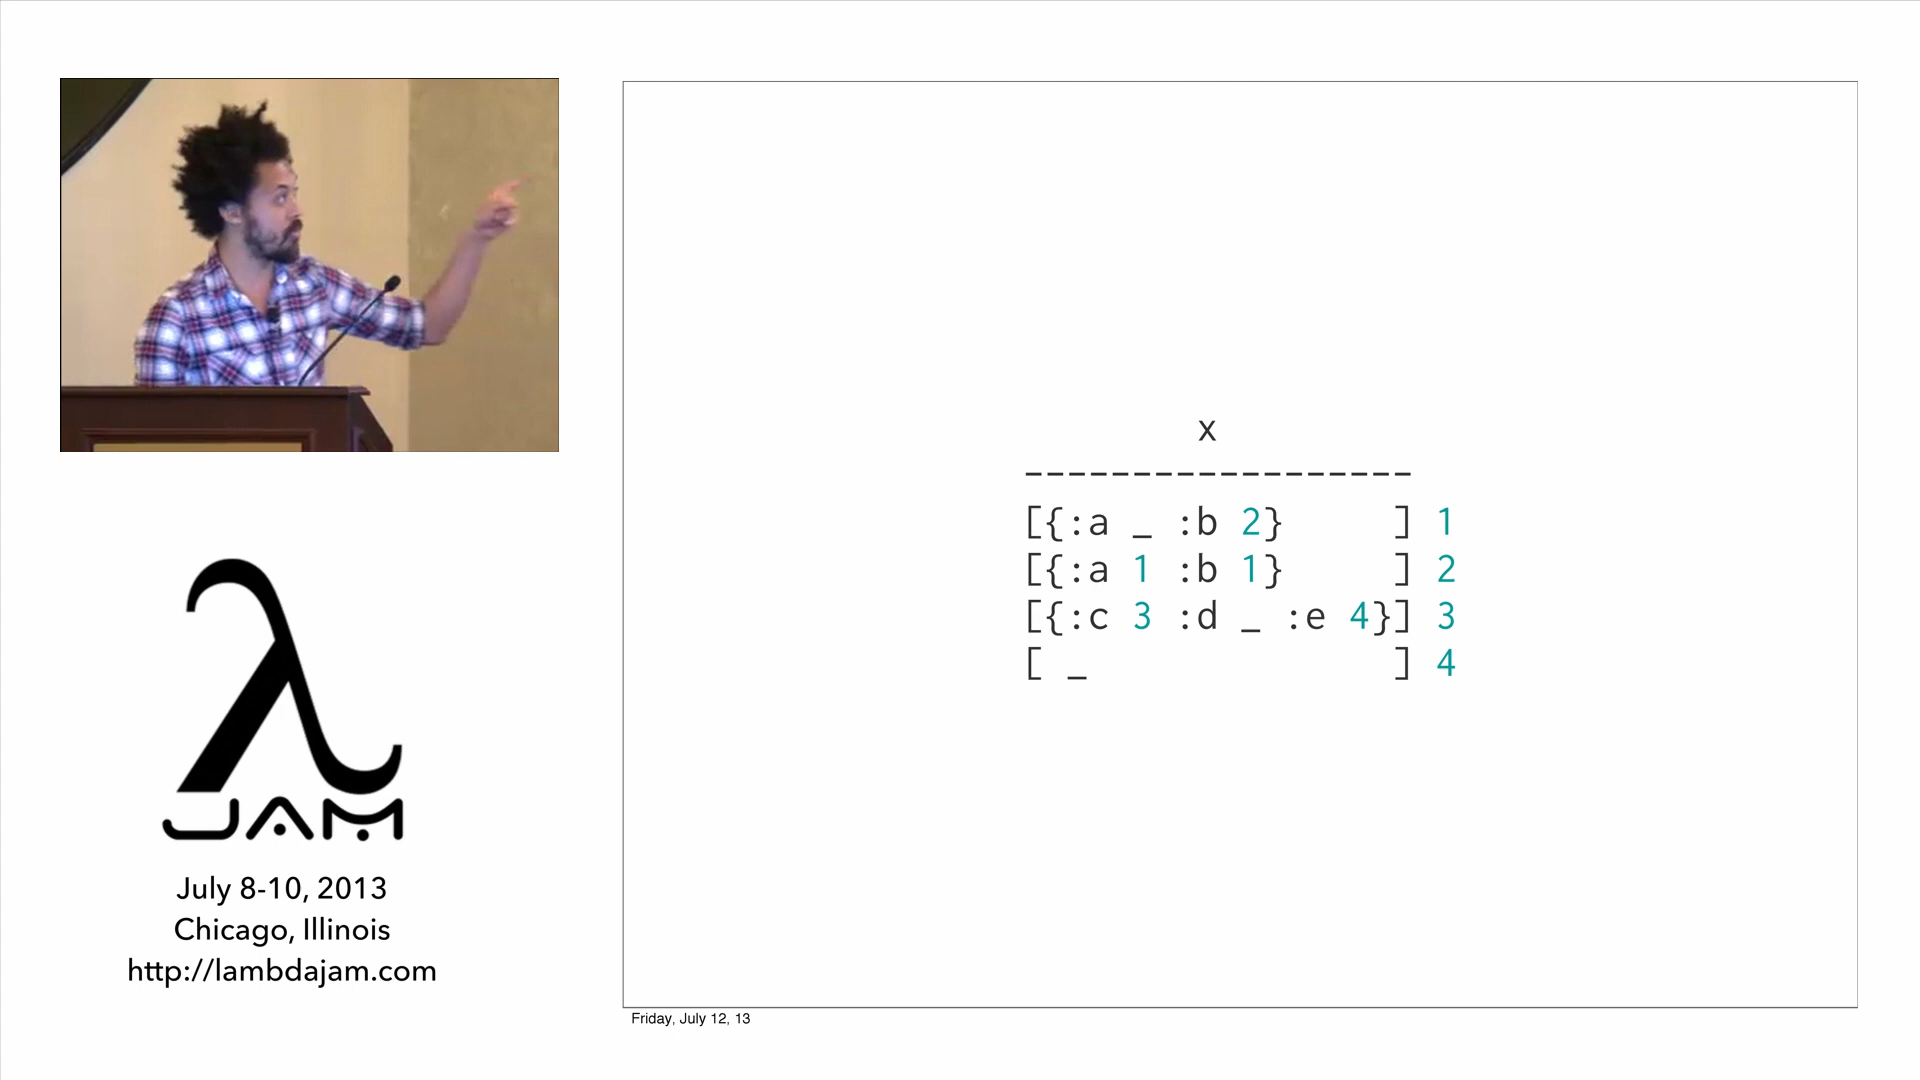 x
------------------
[{:a _ :b 2}     ] 1
[{:a 1 :b 1}     ] 2
[{:c 3 :d _ :e 4}] 3
[ _              ] 4
λ
JAM
July 8-10, 2013
Chicago, Illinois
http://lambdajam.com
Friday, July 12, 13